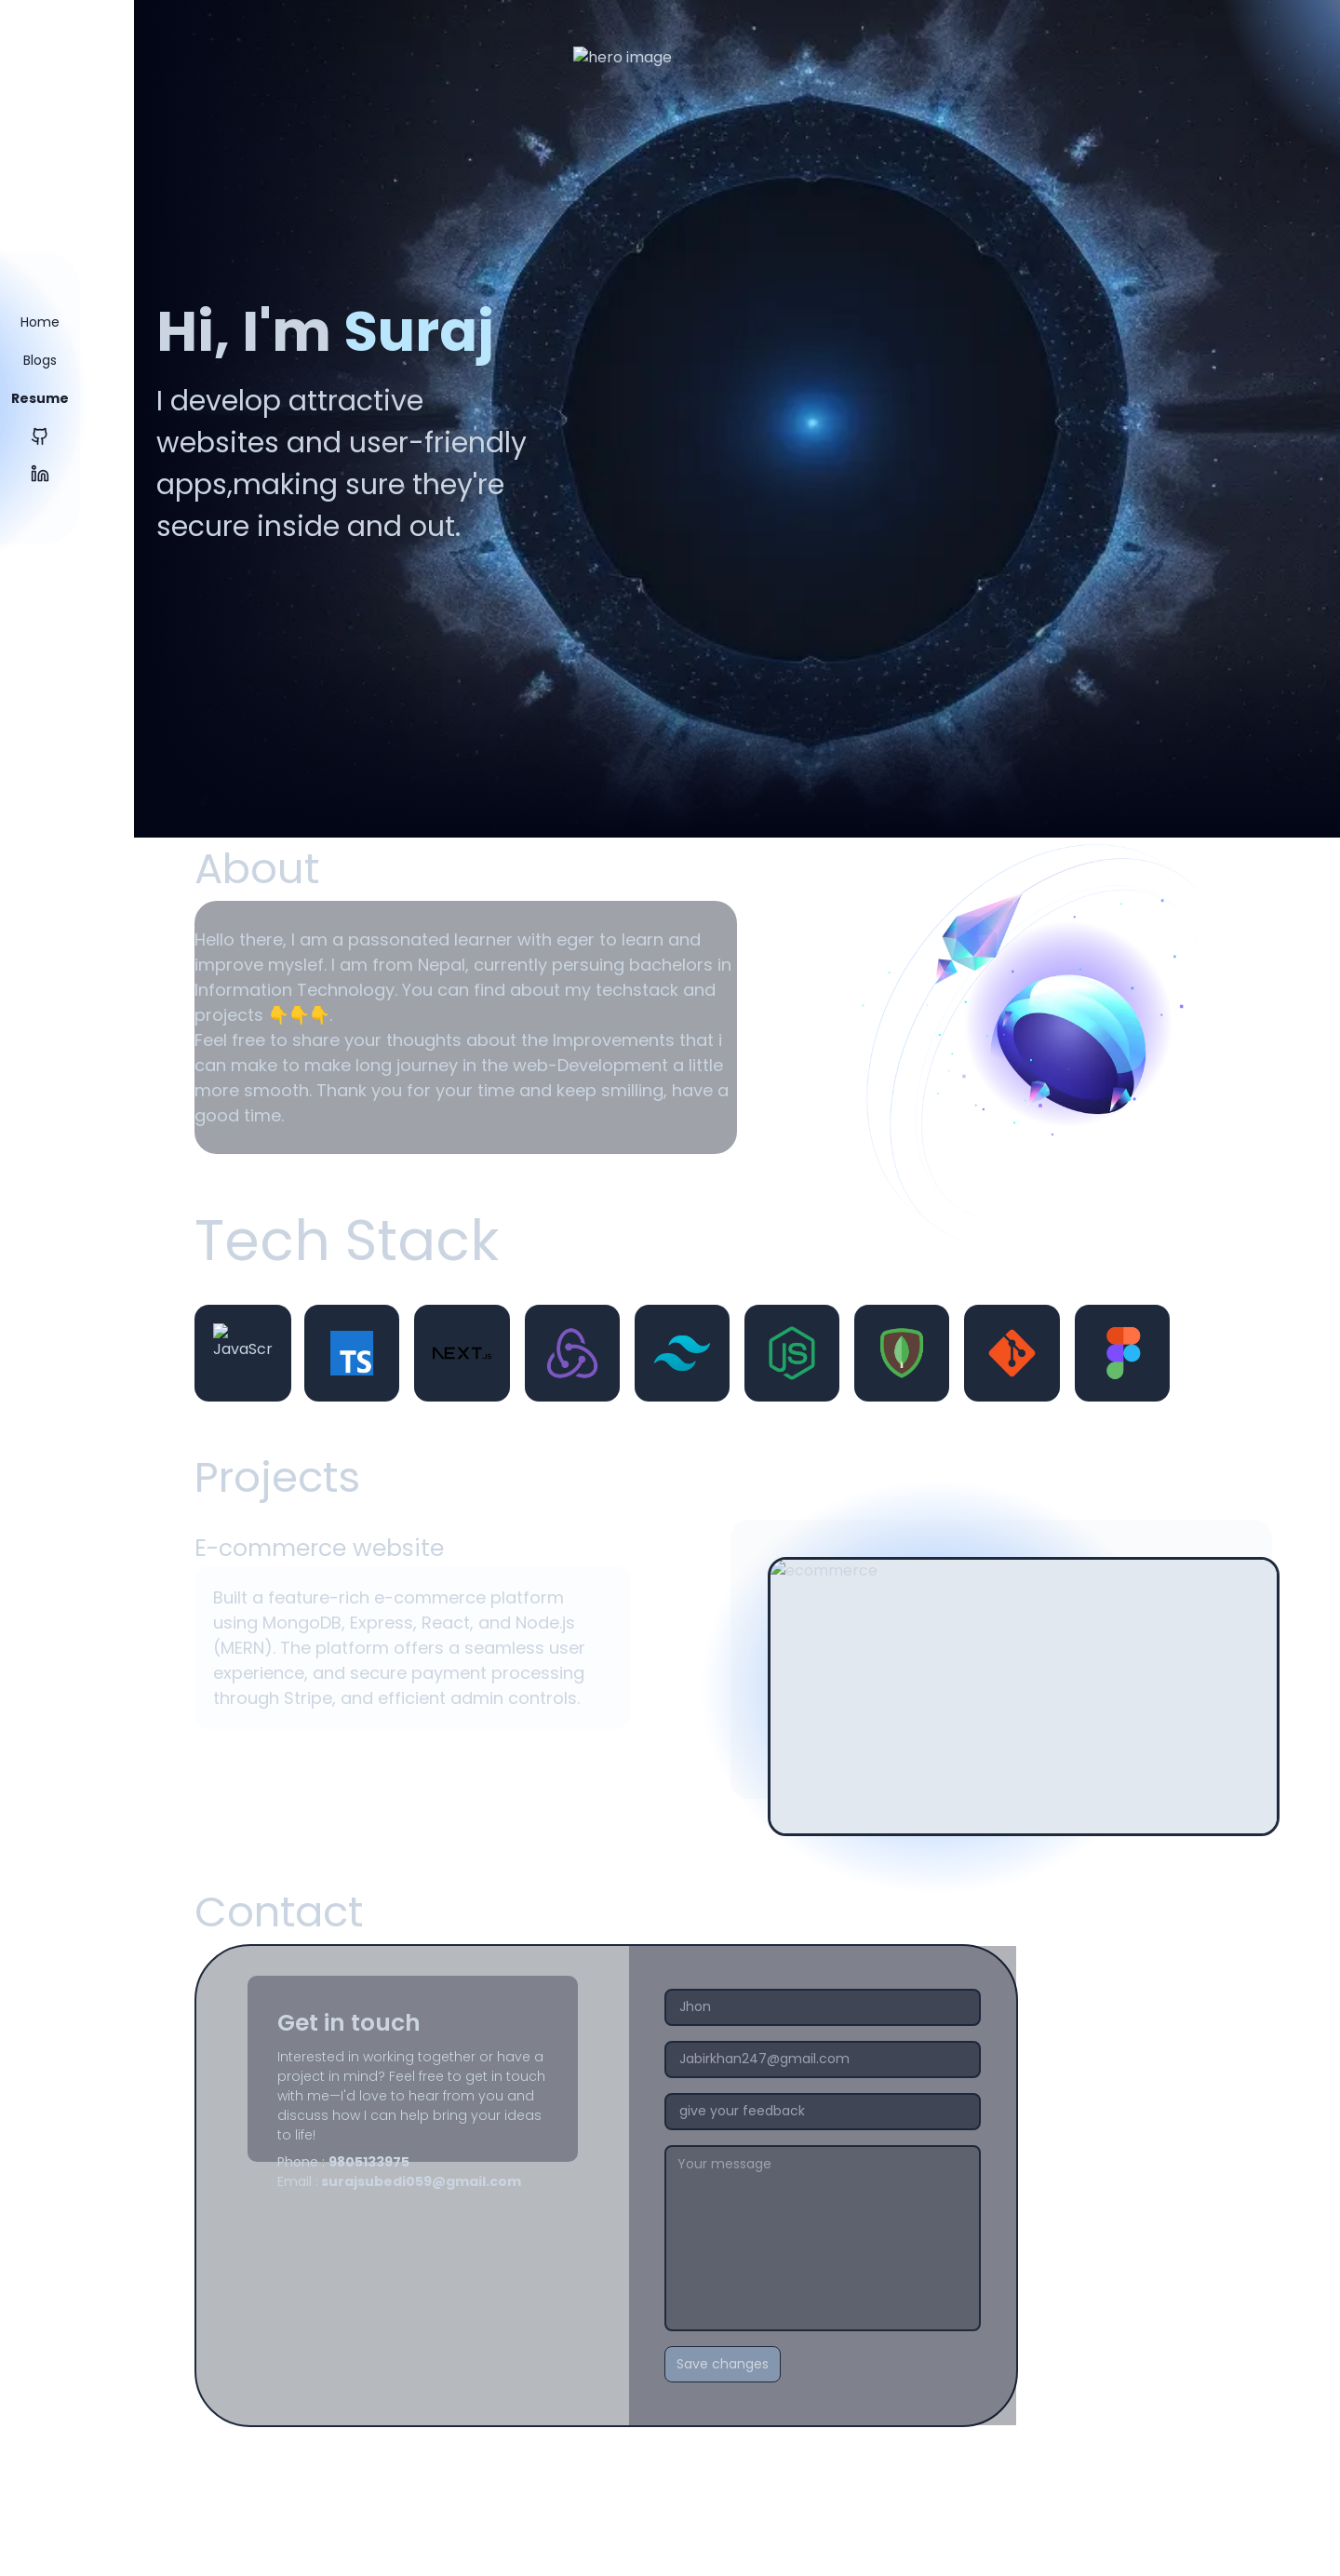 hero image
Home
Blogs
Resume
Hi, I'm Suraj
I develop attractive
websites and user-friendly
apps,making sure they're
secure inside and out.
About
Hello there, I am a passonated learner with eger to learn and
improve myslef. I am from Nepal, currently persuing bachelors in
Information Technology. You can find about my techstack and
projects 👇👇👇.
Feel free to share your thoughts about the Improvements that i
can make to make long journey in the web-Development a little
more smooth. Thank you for your time and keep smilling, have a
good time.
Tech Stack
JavaScr
TS
NEXT.JS
JS
Projects
E-commerce website
Built a feature-rich e-commerce platform
using MongoDB, Express, React, and Node.js
(MERN). The platform offers a seamless user
experience, and secure payment processing
through Stripe, and efficient admin controls.
ecommerce
Contact
Get in touch
Interested in working together or have a
project in mind? Feel free to get in touch
with me—I'd love to hear from you and
discuss how I can help bring your ideas
to life!
Phone : 9805133975
Email : surajsubedi059@gmail.com
Jhon
Jabirkhan247@gmail.com
give your feedback
Your message
Save changes